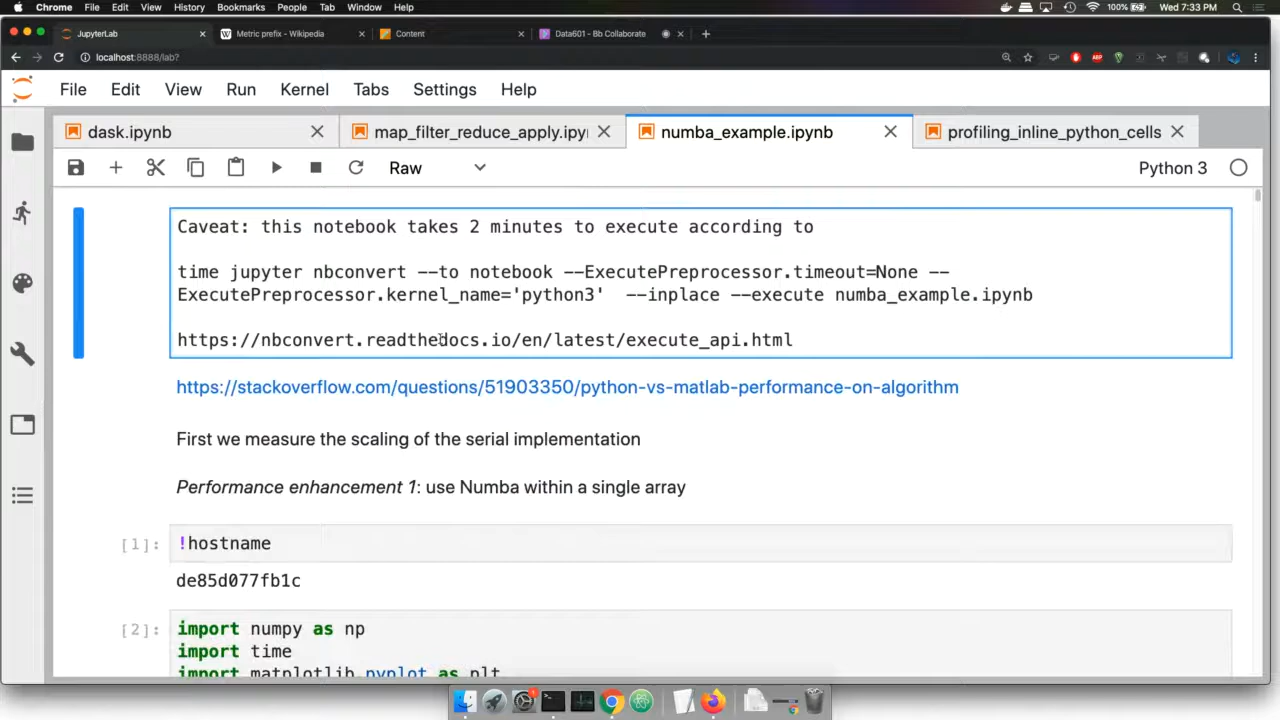 Chrome File Edit View History Bookmarks People Tab Window Help 100% Wed 7:33 PM
JupyterLab Metric prefix - Wikipedia Content Data601 - Bb Collaborate
localhost:8888/lab?
File Edit View Run Kernel Tabs Settings Help
dask.ipynb map_filter_reduce_apply.ipy numba_example.ipynb profiling_inline_python_cells
Raw Python 3
Caveat: this notebook takes 2 minutes to execute according to
time jupyter nbconvert --to notebook --ExecutePreprocessor.timeout=None --
ExecutePreprocessor.kernel_name='python3' --inplace --execute numba_example.ipynb
https://nbconvert.readthedocs.io/en/latest/execute_api.html
https://stackoverflow.com/questions/51903350/python-vs-matlab-performance-on-algorithm
First we measure the scaling of the serial implementation
Performance enhancement 1: use Numba within a single array
[1]: !hostname
de85d077fb1c
[2]: import numpy as np
import time
import matplotlib.pyplot as plt